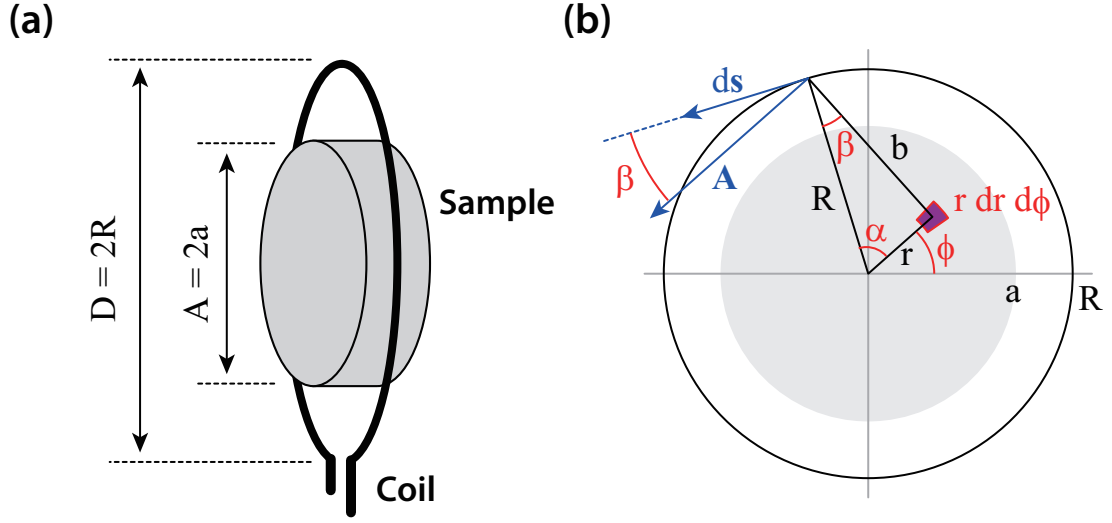 (a)
D = 2R
A = 2a
Sample
Coil
(b)
ds
β
A
β
b
R
r dr dϕ
α
r
ϕ
a
R